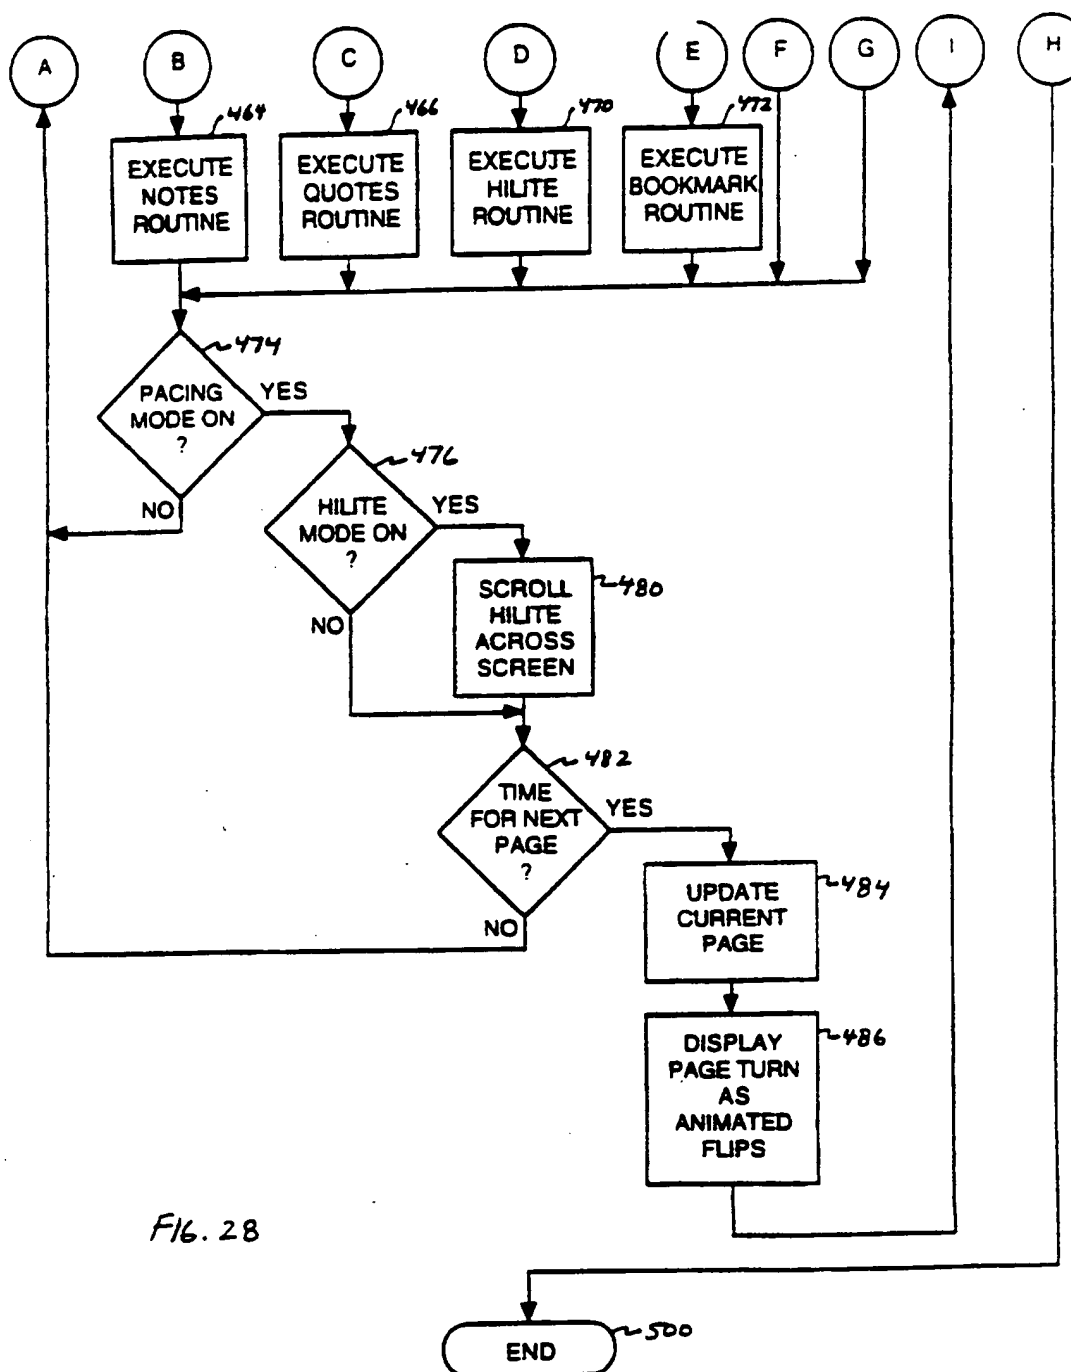 A B C D E F G I H
464 466 470 472
EXECUTE
NOTES
ROUTINE
EXECUTE
QUOTES
ROUTINE
EXECUTE
HILITE
ROUTINE
EXECUTE
BOOKMARK
ROUTINE
474
PACING
MODE ON
?
YES
NO
476
HILITE
MODE ON
?
YES
NO
480
SCROLL
HILITE
ACROSS
SCREEN
482
TIME
FOR NEXT
PAGE
?
YES
NO
484
UPDATE
CURRENT
PAGE
486
DISPLAY
PAGE TURN
AS
ANIMATED
FLIPS
FIG. 28
END
500